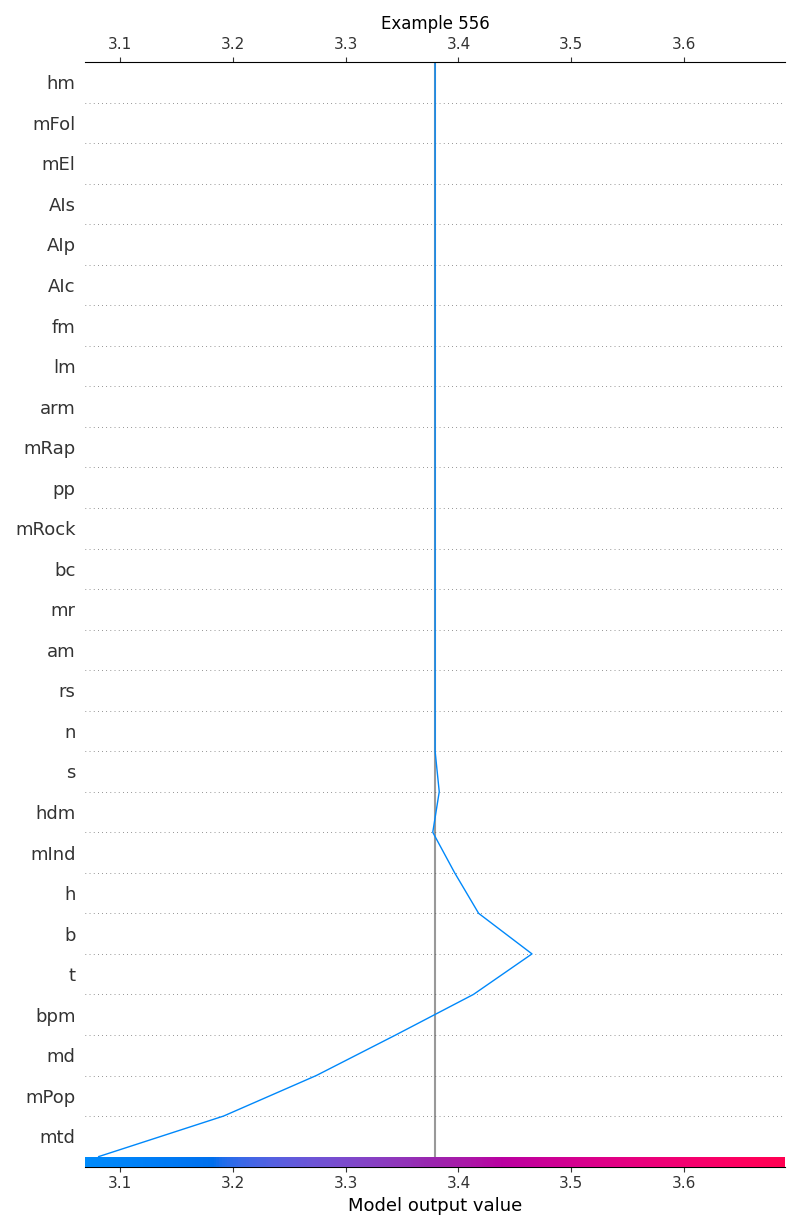 Example 556
3.1 3.2 3.3 3.4 3.5 3.6
hm
mFol
mEl
AIs
AIp
AIc
fm
lm
arm
mRap
pp
mRock
bc
mr
am
rs
n
s
hdm
mInd
h
b
t
bpm
md
mPop
mtd
3.1 3.2 3.3 3.4 3.5 3.6
Model output value